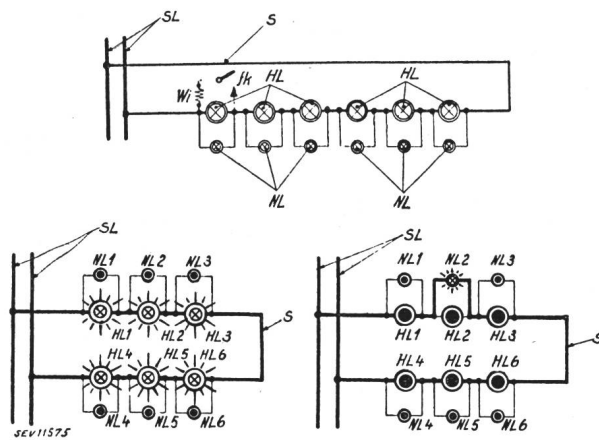 SL
S
Wi
fk
HL
HL
NL
NL
SL
NL1 NL2 NL3
HL1 HL2 HL3
S
HL4 HL5 HL6
NL4 NL5 NL6
SEV11575
SL
NL1 NL2 NL3
HL1 HL2 HL3
S
HL4 HL5 HL6
NL4 NL5 NL6